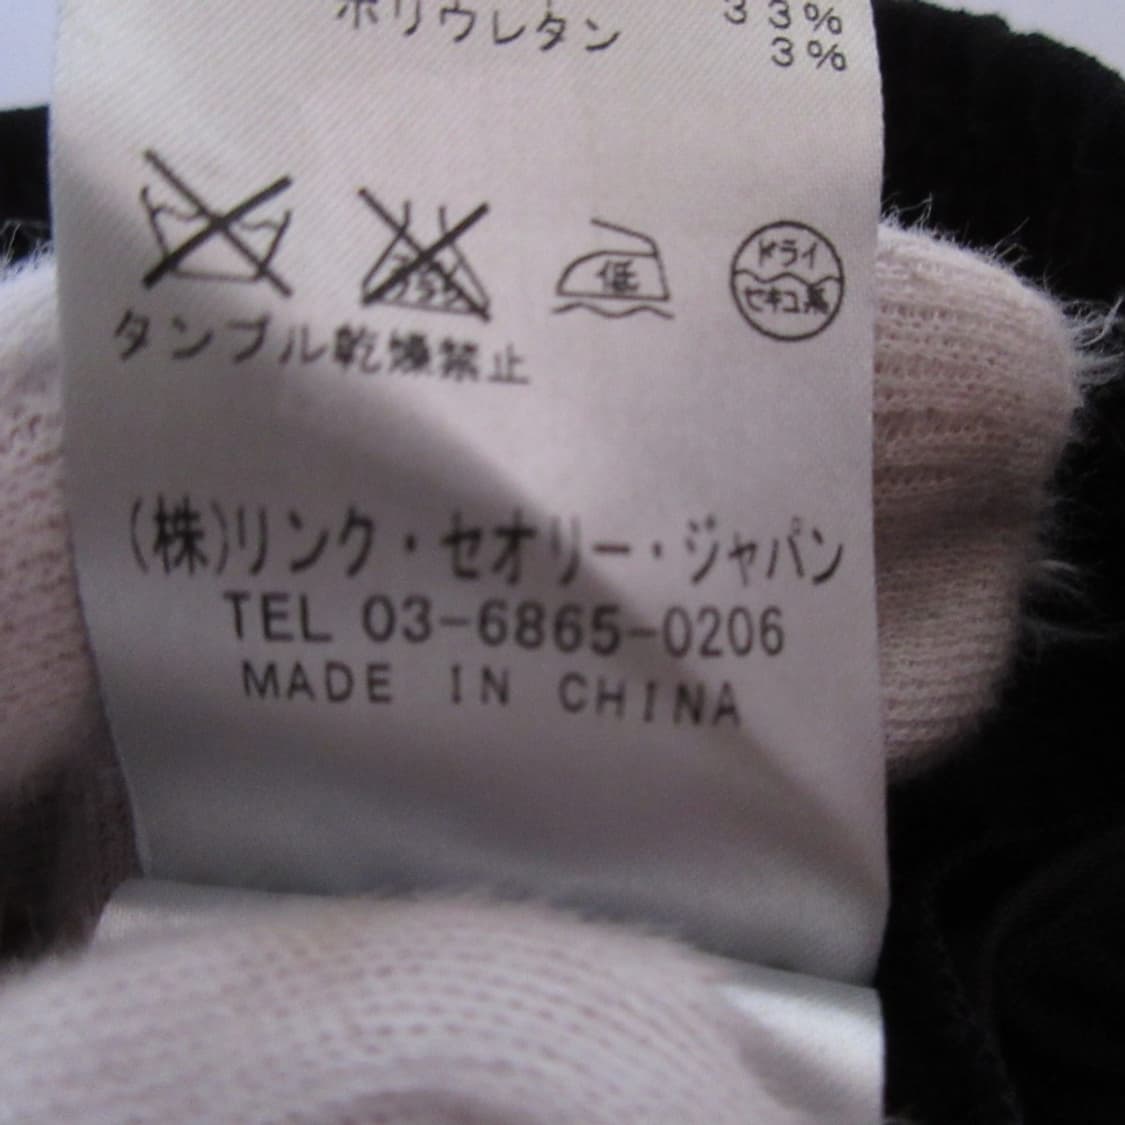 33%
ポリウレタン 3%
低
ドライ
セキユ系
タンブル乾燥禁止
(株)リンク・セオリー・ジャパン
TEL 03-6865-0206
MADE IN CHINA